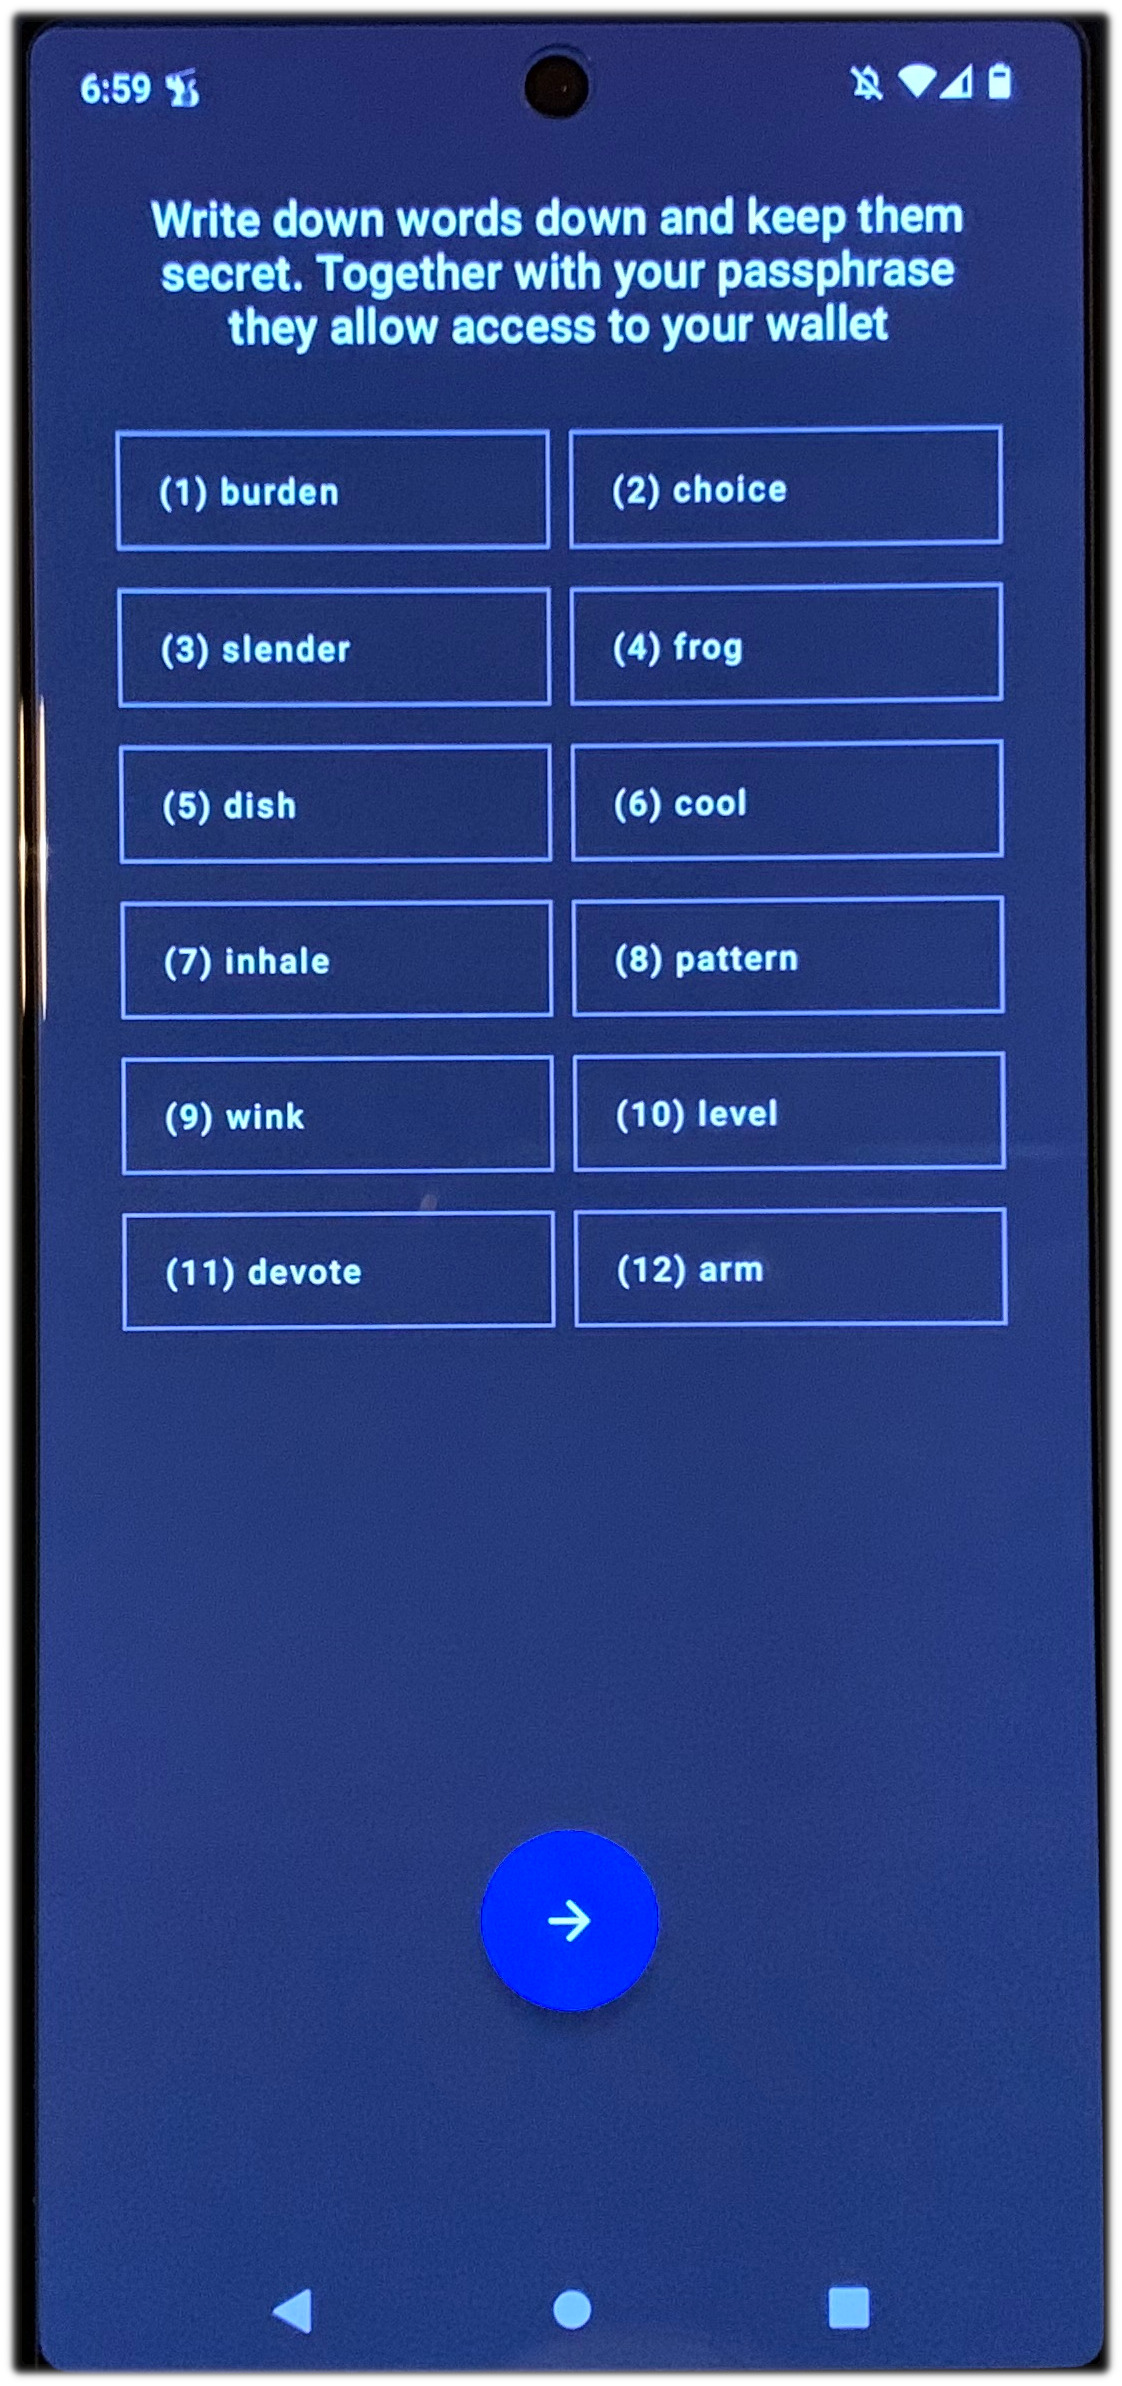 6:59
Write down words down and keep them
secret. Together with your passphrase
they allow access to your wallet
(1) burden
(2) choice
(3) slender
(4) frog
(5) dish
(6) cool
(7) inhale
(8) pattern
(9) wink
(10) level
(11) devote
(12) arm